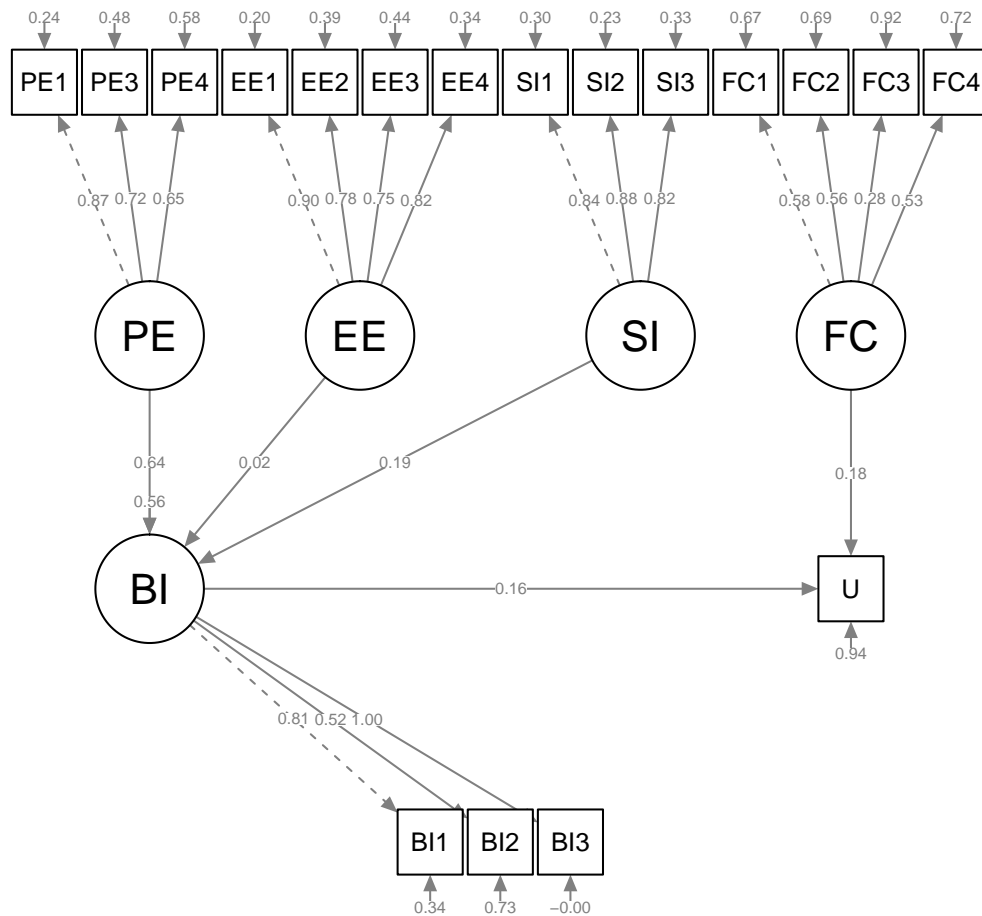 0.24 0.48 0.58 0.20 0.39 0.44 0.34 0.30 0.23 0.33 0.67 0.69 0.92 0.72
PE1 PE3 PE4 EE1 EE2 EE3 EE4 SI1 SI2 SI3 FC1 FC2 FC3 FC4
0.87 0.72 0.65 0.90 0.78 0.75 0.82 0.84 0.88 0.82 0.58 0.56 0.28 0.53
PE EE SI FC
0.64 0.02 0.19 0.18
0.56
BI 0.16 U
0.94
0.81 0.52 1.00
BI1 BI2 BI3
0.34 0.73 −0.00